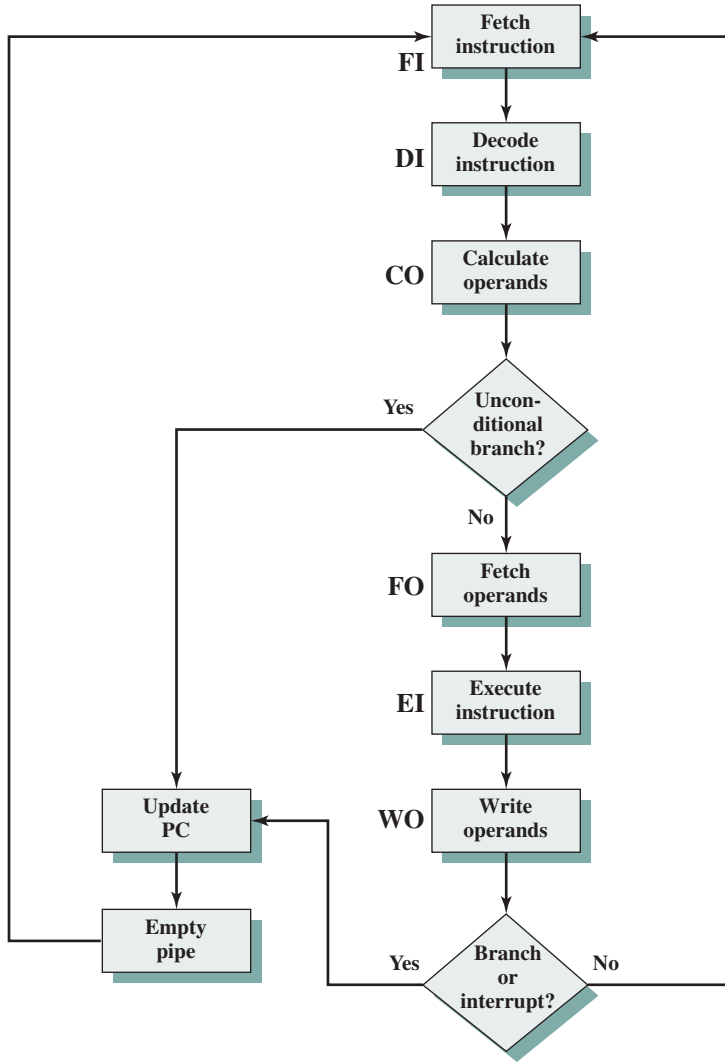 Fetch
instruction
FI
Decode
instruction
DI
Calculate
operands
CO
Uncon-
ditional
branch?
Yes
No
Fetch
operands
FO
Execute
instruction
EI
Update
PC
Write
operands
WO
Empty
pipe
Yes
Branch
or
interrupt?
No